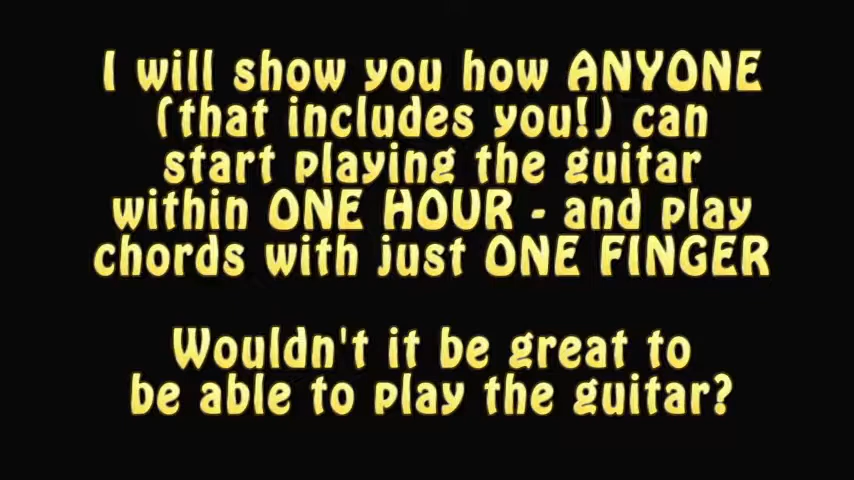 I will show you how ANYONE
(that includes you!) can
start playing the guitar
within ONE HOUR - and play
chords with just ONE FINGER
Wouldn't it be great to
be able to play the guitar?